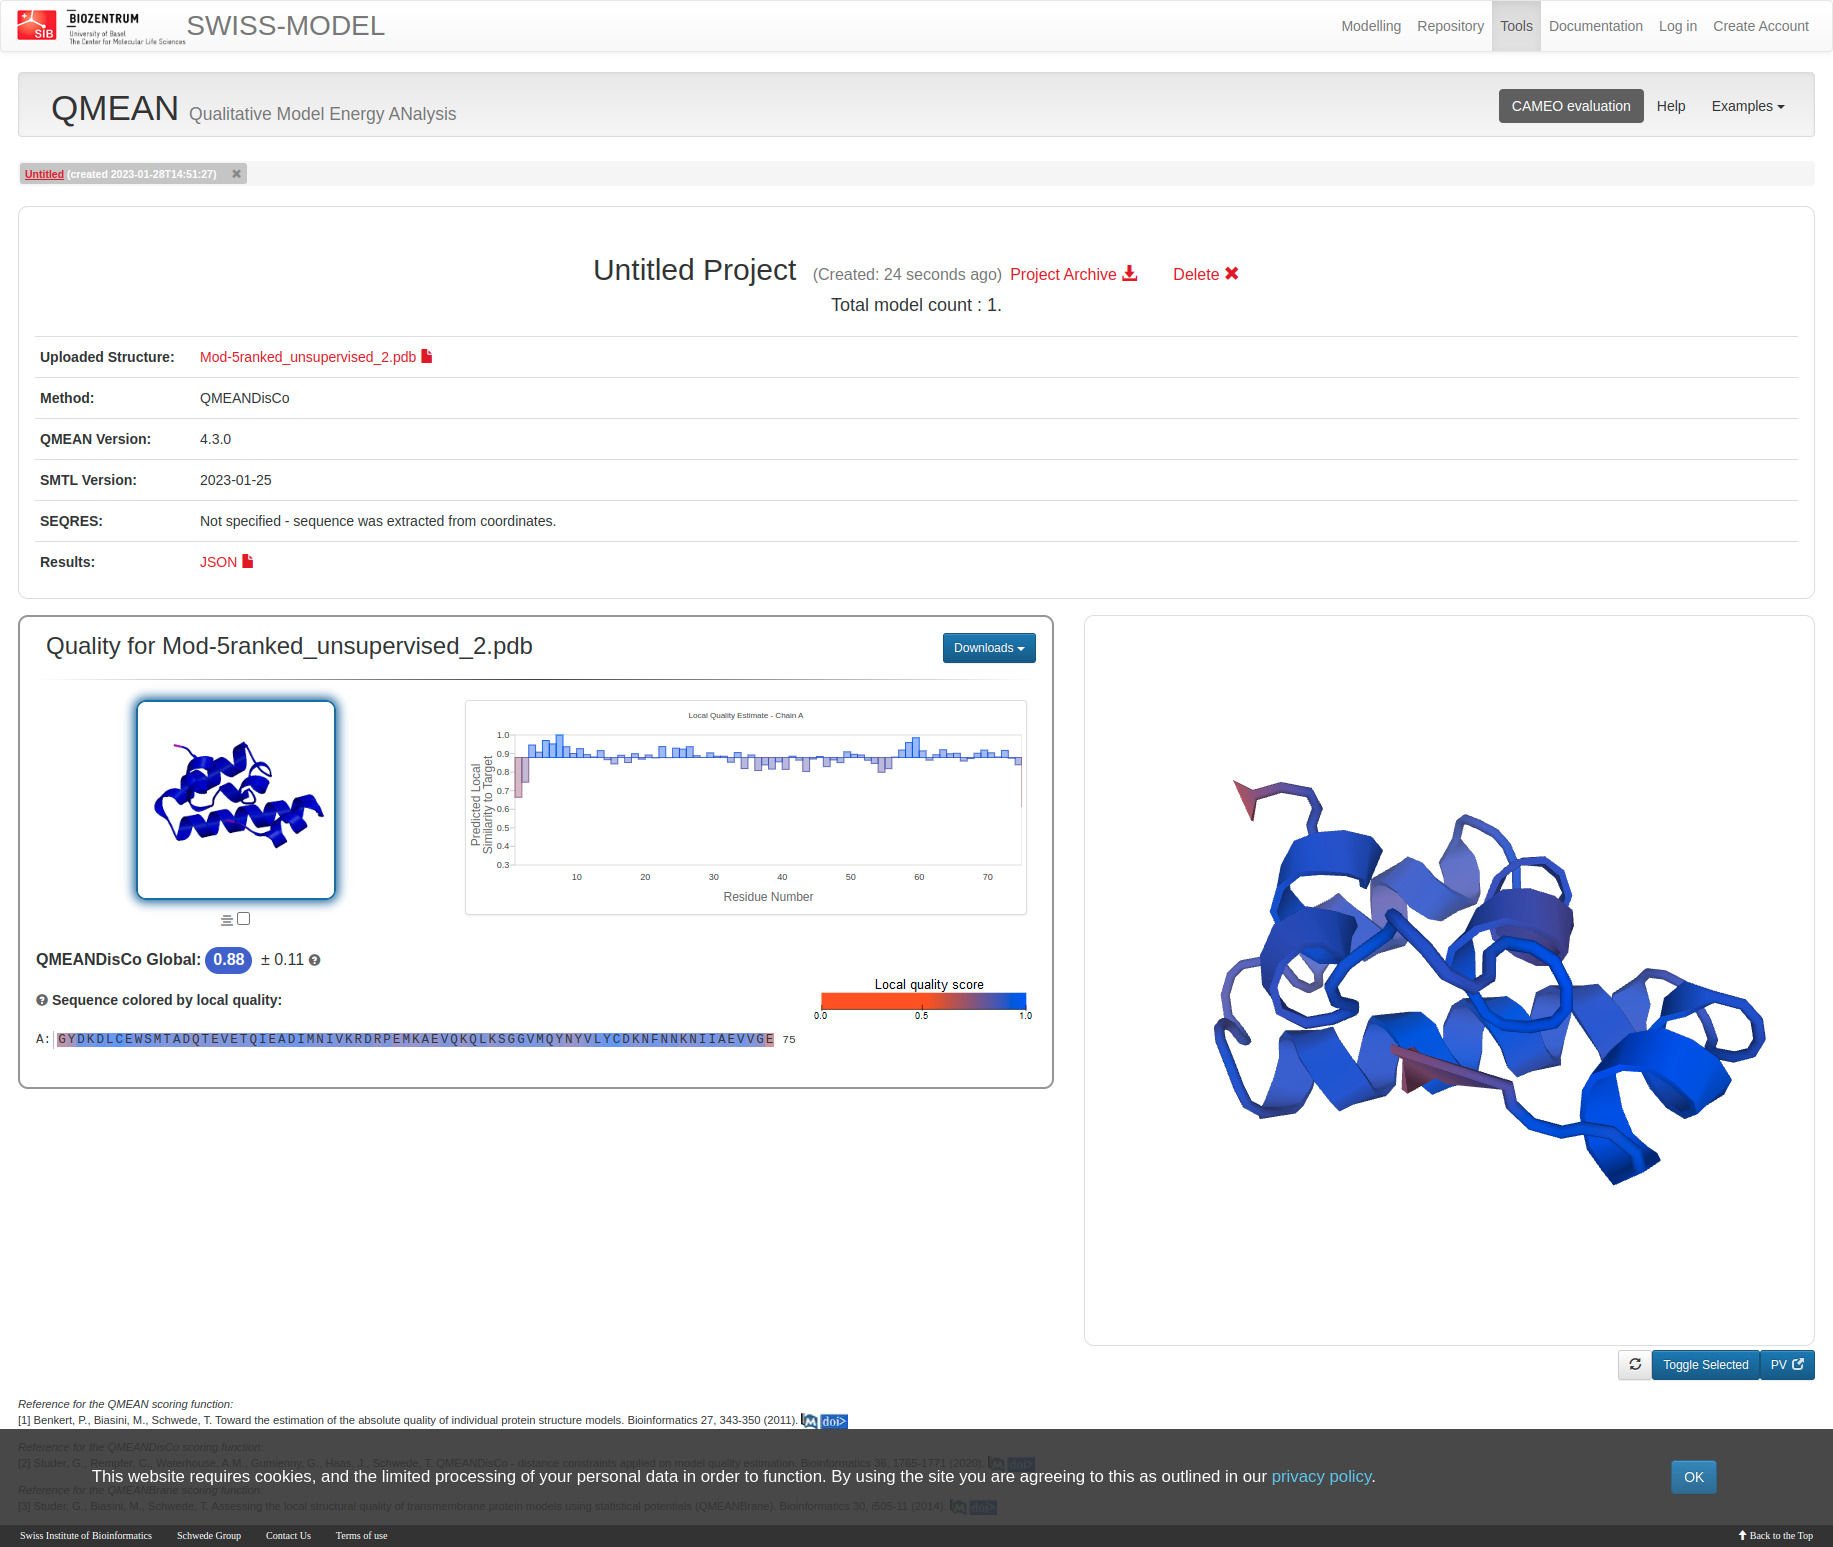 SIB
BIOZENTRUM
University of Basel
The Center for Molecular Life Sciences
SWISS-MODEL
Modelling Repository Tools Documentation Log in Create Account
QMEAN Qualitative Model Energy ANalysis
CAMEO evaluation Help Examples
Untitled (created 2023-01-28T14:51:27)
Untitled Project (Created: 24 seconds ago) Project Archive Delete
Total model count : 1.
Uploaded Structure: Mod-5ranked_unsupervised_2.pdb
Method: QMEANDisCo
QMEAN Version: 4.3.0
SMTL Version: 2023-01-25
SEQRES: Not specified - sequence was extracted from coordinates.
Results: JSON
Quality for Mod-5ranked_unsupervised_2.pdb
Downloads
Local Quality Estimate - Chain A
Predicted Local
Similarity to Target
1.0
0.9
0.8
0.7
0.6
0.5
0.4
0.3
10 20 30 40 50 60 70
Residue Number
QMEANDisCo Global: 0.88 ± 0.11
Sequence colored by local quality:
Local quality score
0.0 0.5 1.0
A: GYDKDLCEWSMTADQTEVETQIEADIMNIVKRDRPEMKAEVQKQLKSGGVMQYNYVLYCDKNFNNKNIIAEVVGE 75
Toggle Selected PV
Reference for the QMEAN scoring function:
[1] Benkert, P., Biasini, M., Schwede, T. Toward the estimation of the absolute quality of individual protein structure models. Bioinformatics 27, 343-350 (2011). M doi>
Reference for the QMEANDisCo scoring function:
[2] Studer, G., Rempfer, C., Waterhouse, A.M., Gumienny, G., Haas, J., Schwede, T. QMEANDisCo - distance constraints applied on model quality estimation. Bioinformatics 36, 1765-1771 (2020). M doi>
This website requires cookies, and the limited processing of your personal data in order to function. By using the site you are agreeing to this as outlined in our privacy policy.
OK
Reference for the QMEANBrane scoring function:
[3] Studer, G., Biasini, M., Schwede, T. Assessing the local structural quality of transmembrane protein models using statistical potentials (QMEANBrane). Bioinformatics 30, i505-11 (2014). M doi>
Swiss Institute of Bioinformatics Schwede Group Contact Us Terms of use
Back to the Top